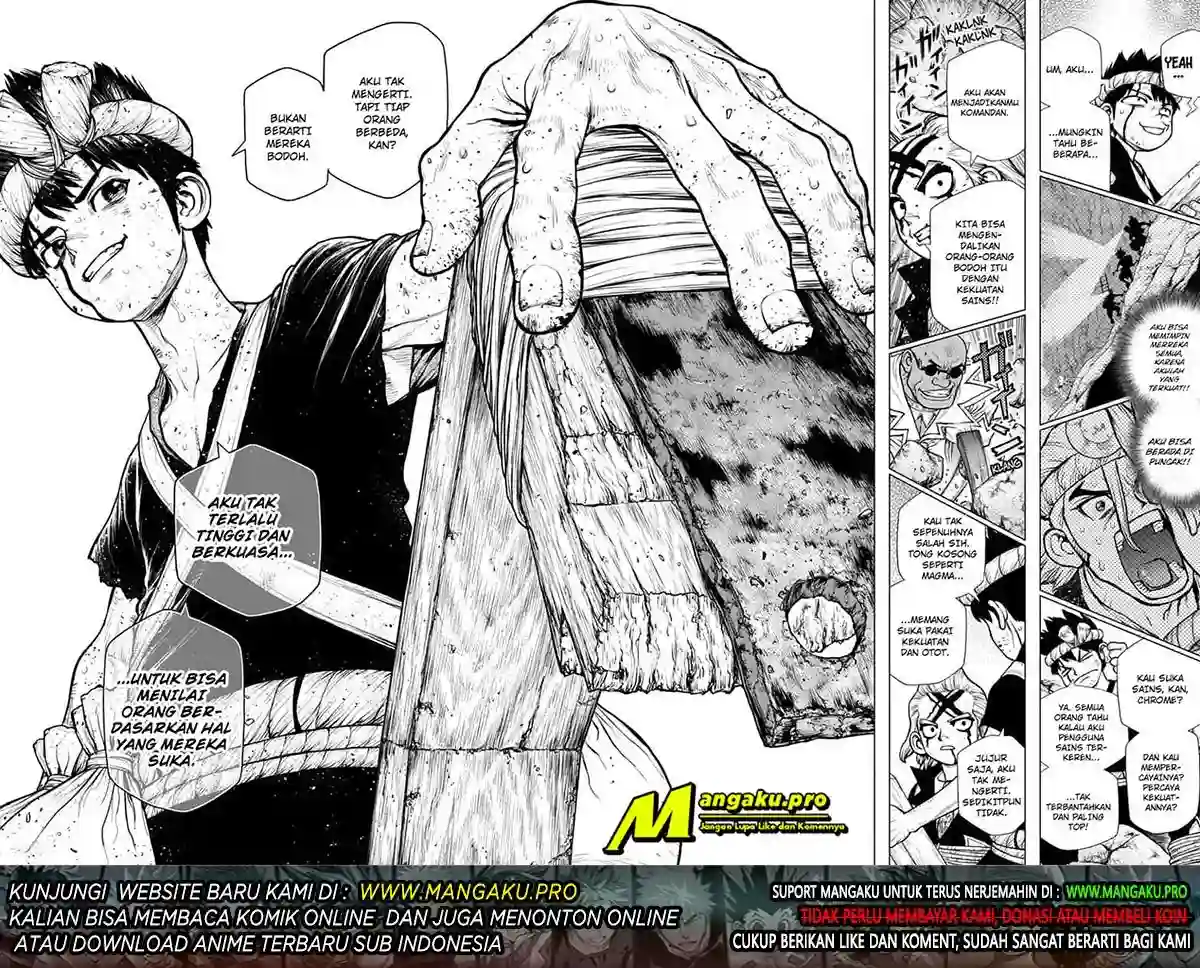 YEAH
...
UM, AKU...
...MUNGKIN
TAHU BE-
BERAPA...
AKU BISA
MEMIMPIN
MERREKA
SEMUA,
KARENA
AKULAH
YANG
TERKUAT!!
AKU BISA
BERADA DI
PUNCAK!!
KAU SUKA
SAINS, KAN,
CHROME?
YA. SEMUA
ORANG TAHU
KALAU AKU
PENGGUNA
SAINS TER-
KEREN...
DAN KAU
MEMPER-
CAYAINYA?
PERCAYA
KEKUAT-
ANNYA?
...TAK
TERBANTAHKAN
DAN PALING
TOP!
KAKLNK
KAKLNK
AKU AKAN
MENJADIKANMU
KOMANDAN.
KITA BISA
MENGEN-
DALIKAN
ORANG-ORANG
BODOH ITU
DENGAN
KEKUATAN
SAINS!!
KLANG
KAU TAK
SEPENUHNYA
SALAH SIH.
TONG KOSONG
SEPERTI
MAGMA...
...MEMANG
SUKA PAKAI
KEKUATAN
DAN OTOT.
JUJUR
SAJA, AKU
TAK ME-
NGERTI.
SEDIKITPUN
TIDAK.
AKU TAK
MENGERTI.
TAPI TIAP
ORANG
BERBEDA,
KAN?
BUKAN
BERARTI
MEREKA
BODOH.
AKU TAK
TERLALU
TINGGI DAN
BERKUASA...
...UNTUK BISA
MENILAI
ORANG BER-
DASARKAN HAL
YANG MEREKA
SUKA.
Mangaku.pro
Jangan Lupa Like dan Komennya
KUNJUNGI WEBSITE BARU KAMI DI : WWW.MANGAKU.PRO
KALIAN BISA MEMBACA KOMIK ONLINE DAN JUGA MENONTON ONLINE
ATAU DOWNLOAD ANIME TERBARU SUB INDONESIA
SUPORT MANGAKU UNTUK TERUS NERJEMAHIN DI : WWW.MANGAKU.PRO
TIDAK PERLU MEMBAYAR KAMI, DONASI ATAU MEMBELI KOIN
CUKUP BERIKAN LIKE DAN KOMENT, SUDAH SANGAT BERARTI BAGI KAMI